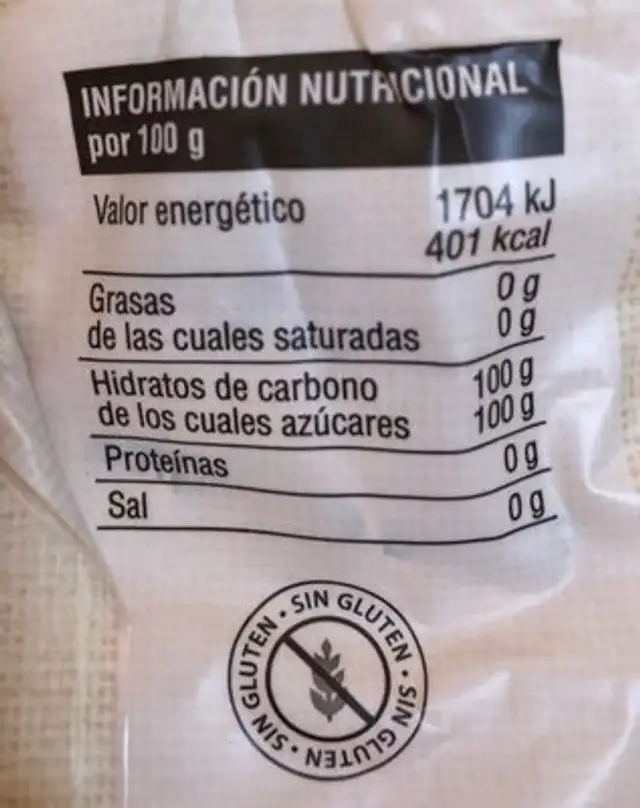 INFORMACIÓN NUTRICIONAL
por 100 g
Valor energético 1704 kJ
401 kcal
Grasas 0 g
de las cuales saturadas 0 g
Hidratos de carbono 100 g
de los cuales azúcares 100 g
Proteínas 0 g
Sal 0 g
SIN GLUTEN • SIN GLUTEN • SIN GLUTEN •